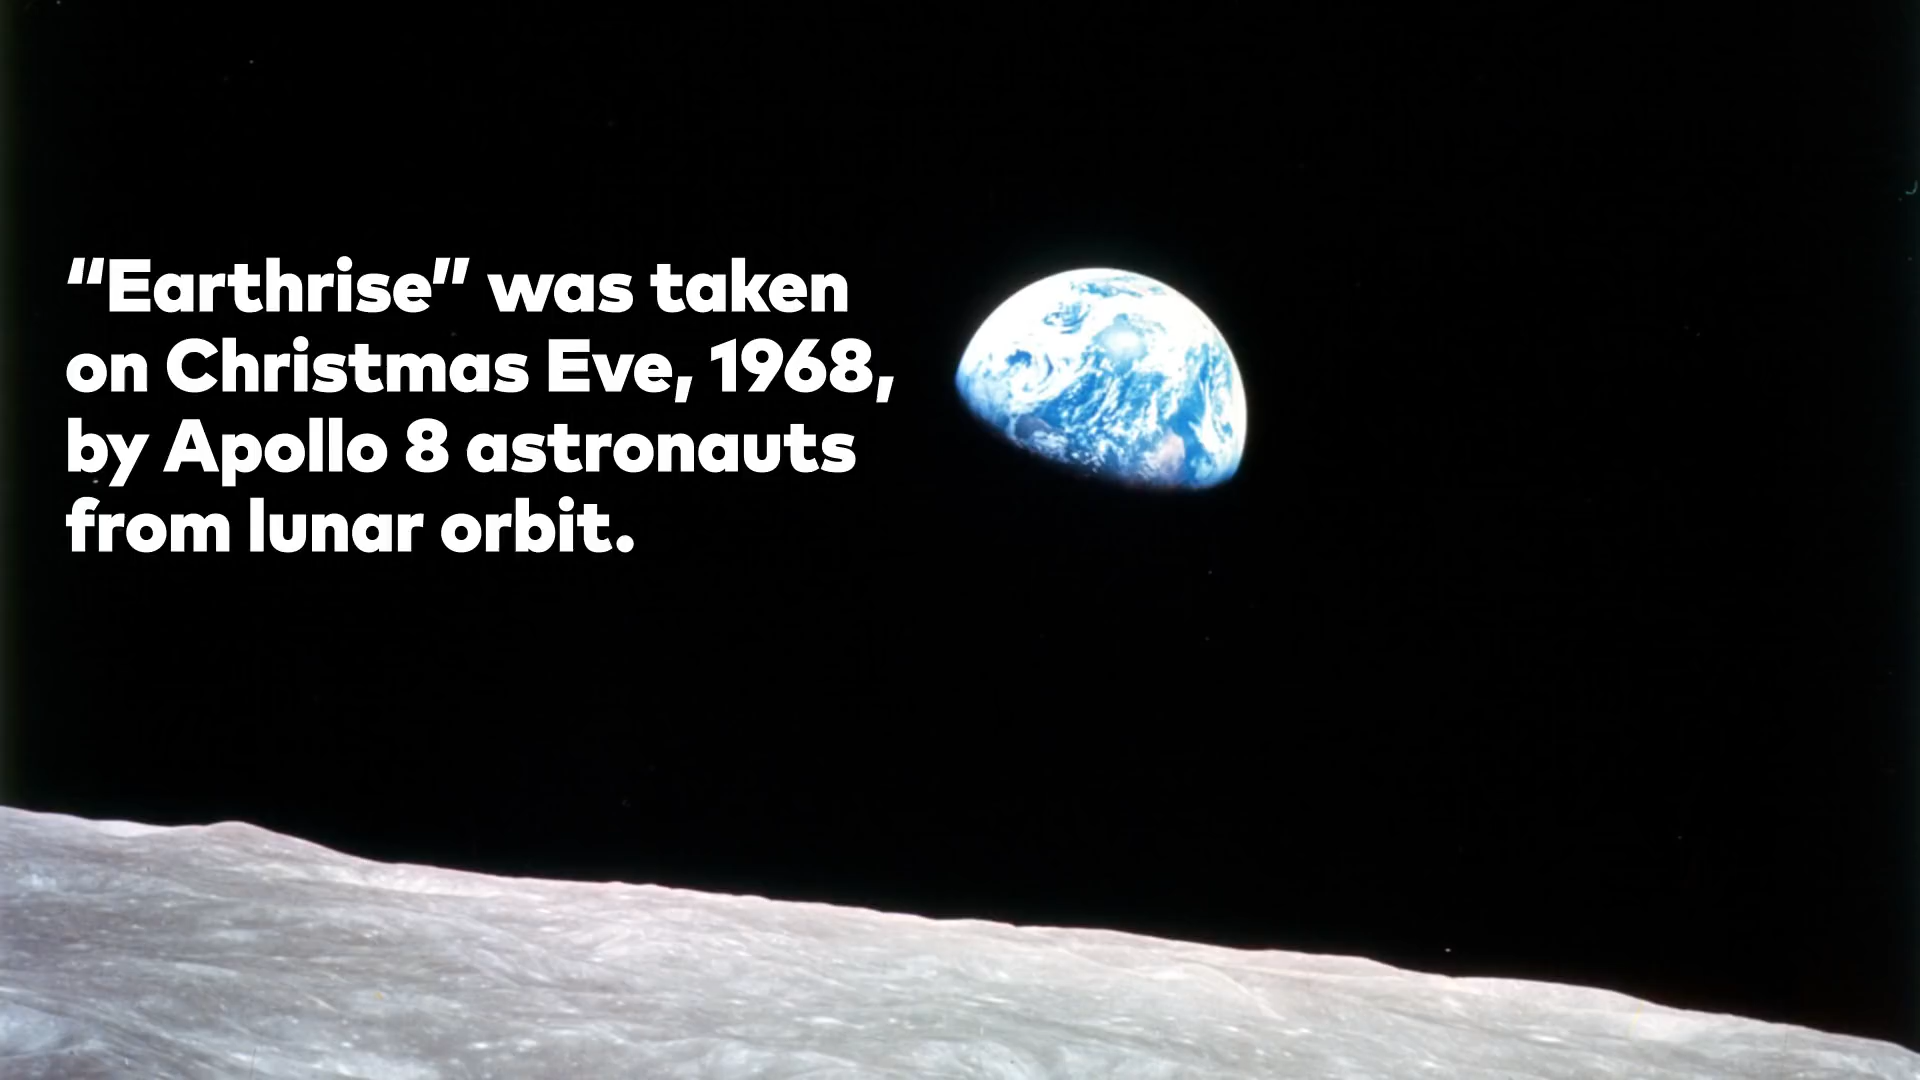 “Earthrise” was taken
on Christmas Eve, 1968,
by Apollo 8 astronauts
from lunar orbit.